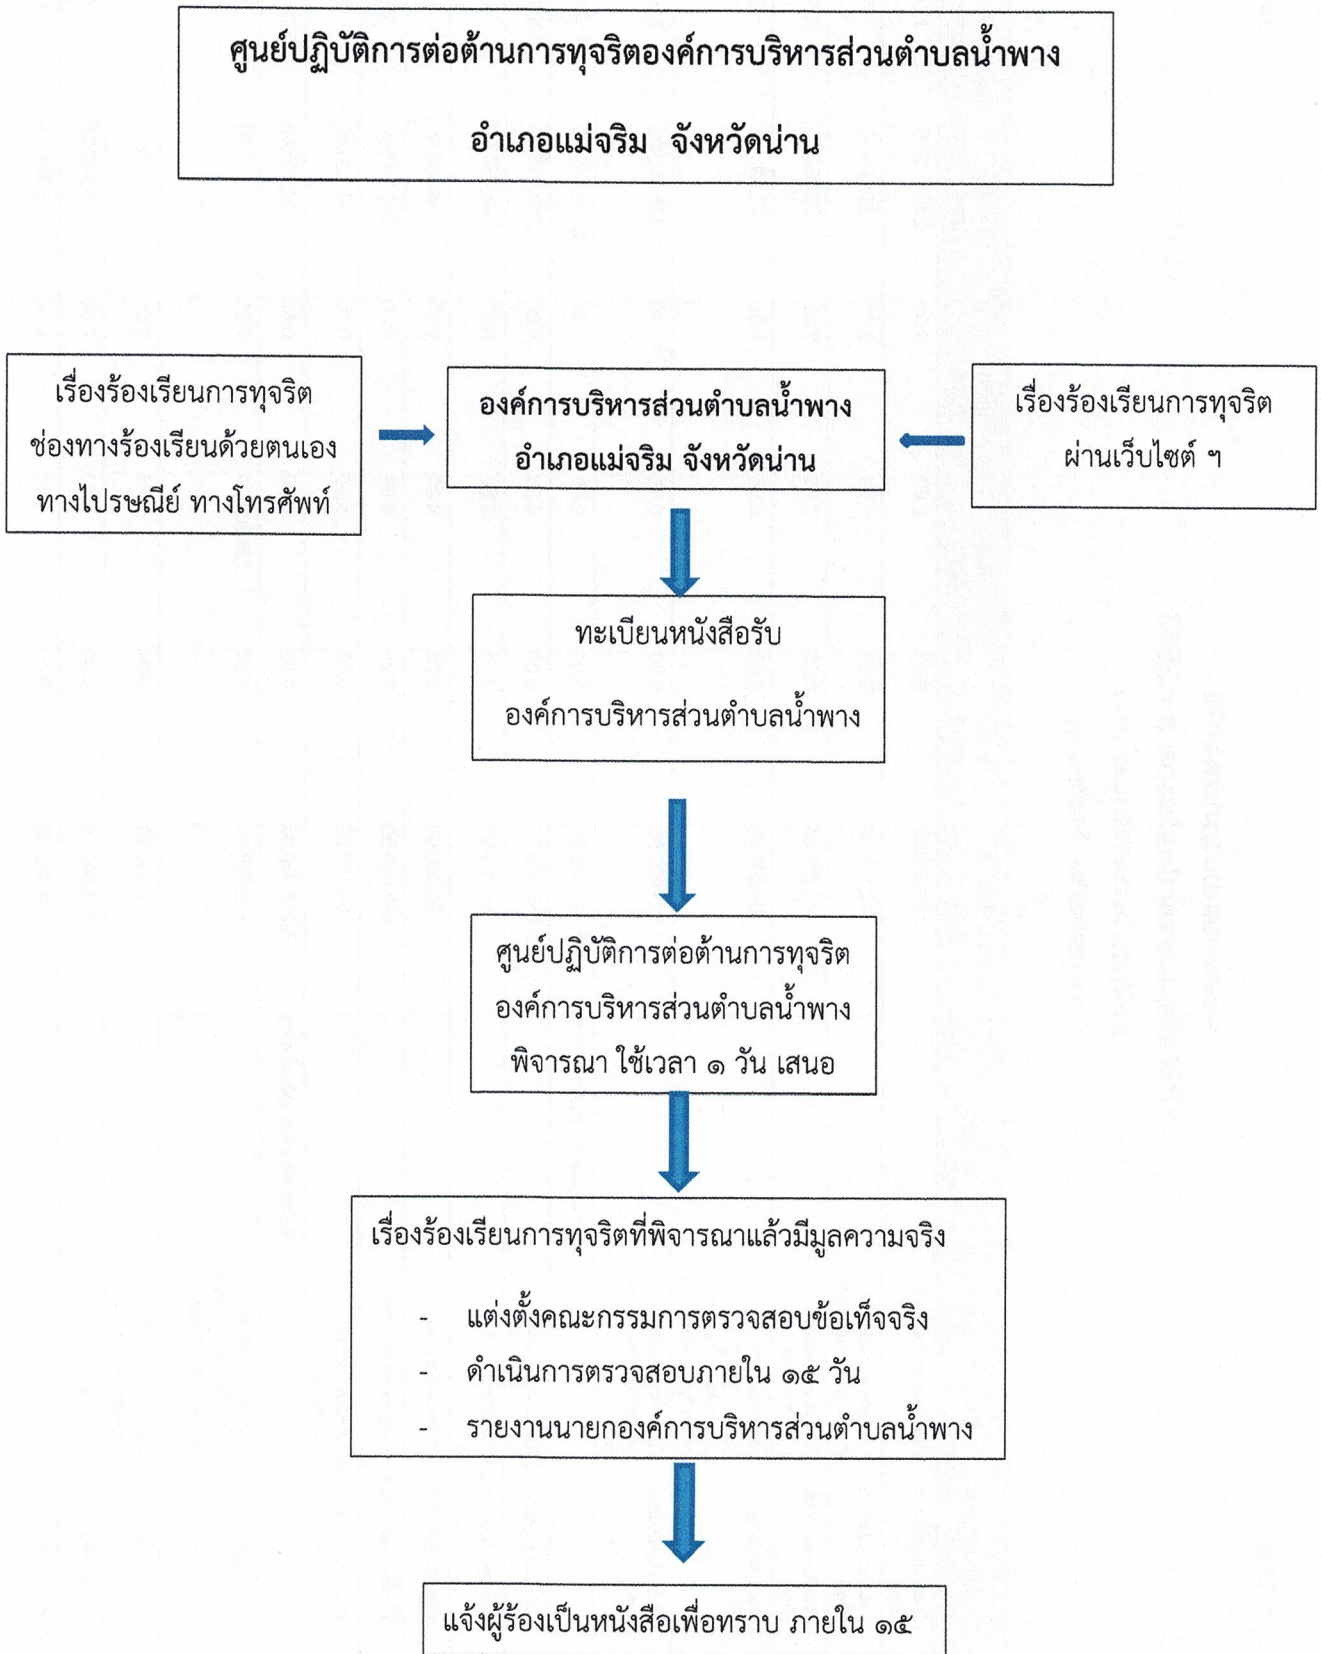 ศูนย์ปฏิบัติการต่อต้านการทุจริตองค์การบริหารส่วนตำบลน้ำพาง
อำเภอแม่จริม จังหวัดน่าน
เรื่องร้องเรียนการทุจริต
ช่องทางร้องเรียนด้วยตนเอง
ทางไปรษณีย์ ทางโทรศัพท์
องค์การบริหารส่วนตำบลน้ำพาง
อำเภอแม่จริม จังหวัดน่าน
เรื่องร้องเรียนการทุจริต
ผ่านเว็บไซต์ ฯ
ทะเบียนหนังสือรับ
องค์การบริหารส่วนตำบลน้ำพาง
ศูนย์ปฏิบัติการต่อต้านการทุจริต
องค์การบริหารส่วนตำบลน้ำพาง
พิจารณา ใช้เวลา ๑ วัน เสนอ
เรื่องร้องเรียนการทุจริตที่พิจารณาแล้วมีมูลความจริง
- แต่งตั้งคณะกรรมการตรวจสอบข้อเท็จจริง
- ดำเนินการตรวจสอบภายใน ๑๕ วัน
- รายงานนายกองค์การบริหารส่วนตำบลน้ำพาง
แจ้งผู้ร้องเป็นหนังสือเพื่อทราบ ภายใน ๑๕